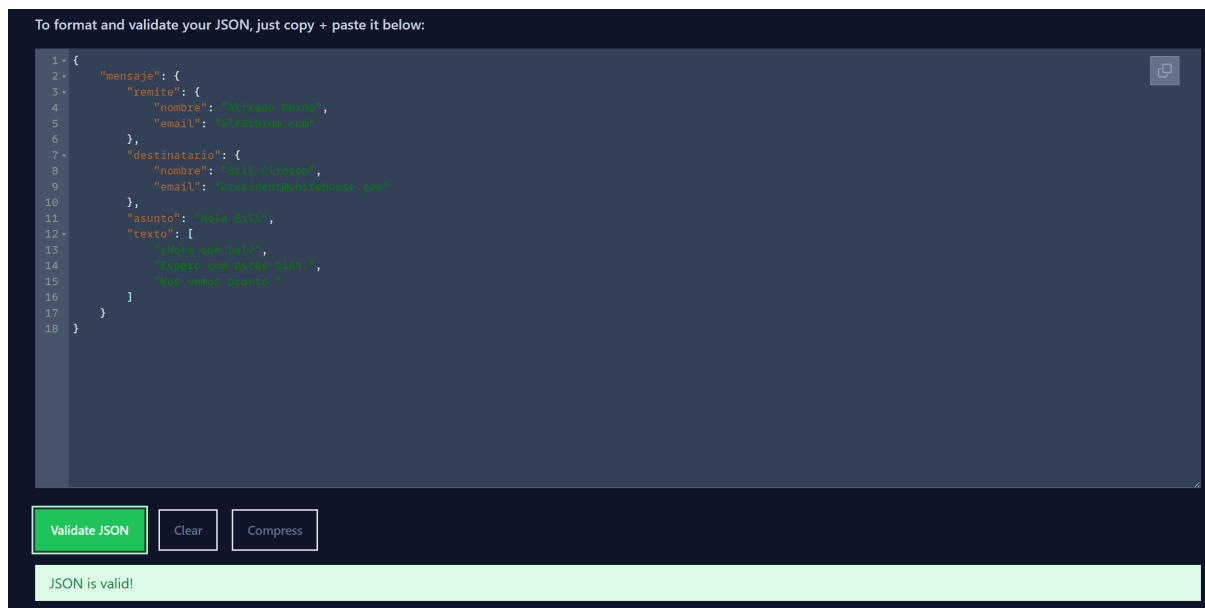 To format and validate your JSON, just copy + paste it below:
1 {
2 "mensaje": {
3 "remite": {
4 "nombre": "Alfredo Reino",
5 "email": "alf@ibium.com"
6 },
7 "destinatario": {
8 "nombre": "Bill Clinton",
9 "email": "president@whitehouse.gov"
10 },
11 "asunto": "Hola Bill",
12 "texto": [
13 "¿Hola qué tal?",
14 "Espero que estés bien.",
15 "Nos vemos pronto."
16 ]
17 }
18 }
Validate JSON Clear Compress
JSON is valid!